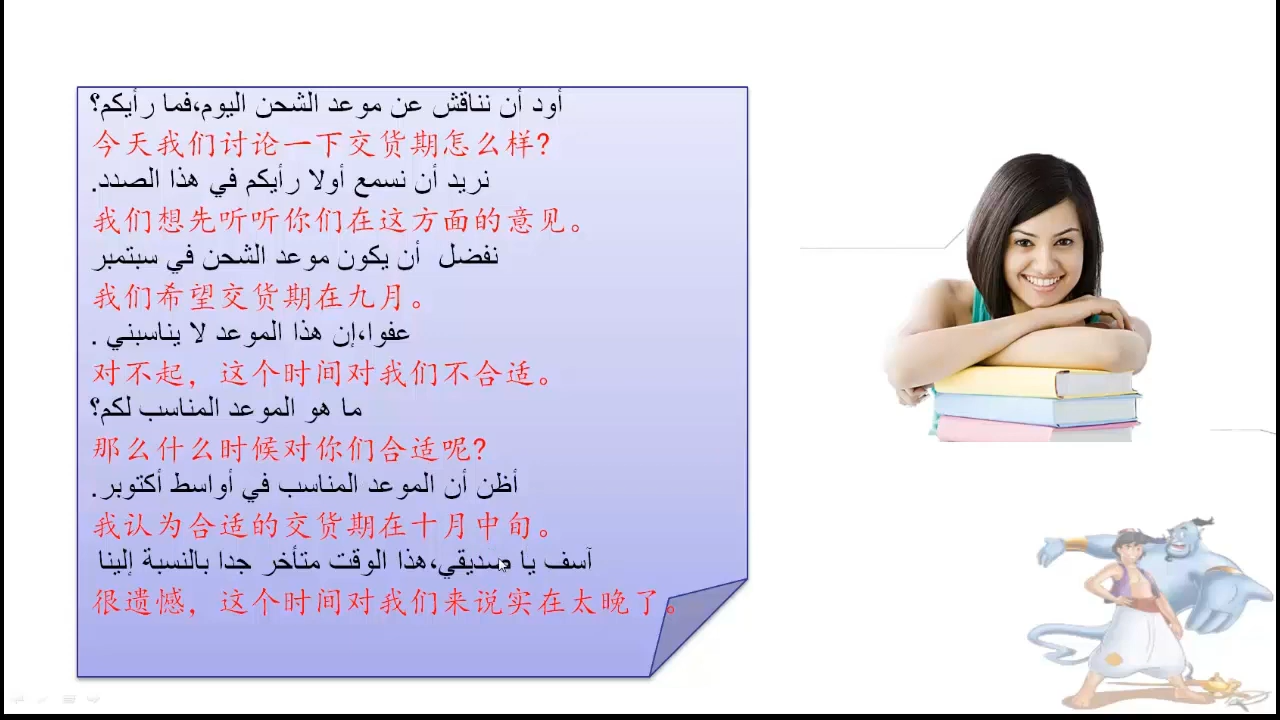 أود أن نناقش عن موعد الشحن اليوم،فما رأيكم؟
今天我们讨论一下交货期怎么样?
نريد أن نسمع أولا رأيكم في هذا الصدد.
我们想先听听你们在这方面的意见。
نفضل أن يكون موعد الشحن في سبتمبر
我们希望交货期在九月。
عفوا،إن هذا الموعد لا يناسبني .
对不起，这个时间对我们不合适。
ما هو الموعد المناسب لكم؟
那么什么时候对你们合适呢?
أظن أن الموعد المناسب في أواسط أكتوبر.
我认为合适的交货期在十月中旬。
آسف يا صديقي،هذا الوقت متأخر جدا بالنسبة إلينا
很遗憾，这个时间对我们来说实在太晚了。